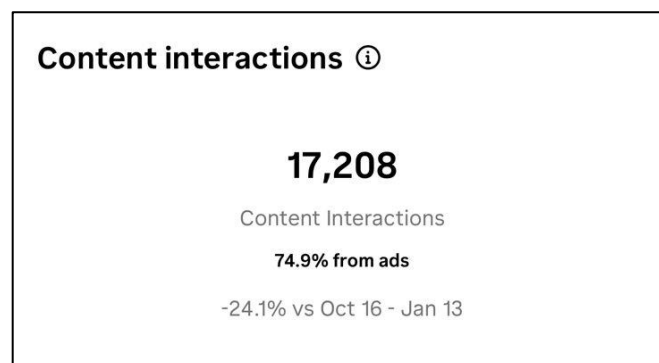 Content interactions
17,208
Content Interactions
74.9% from ads
-24.1% vs Oct 16 - Jan 13